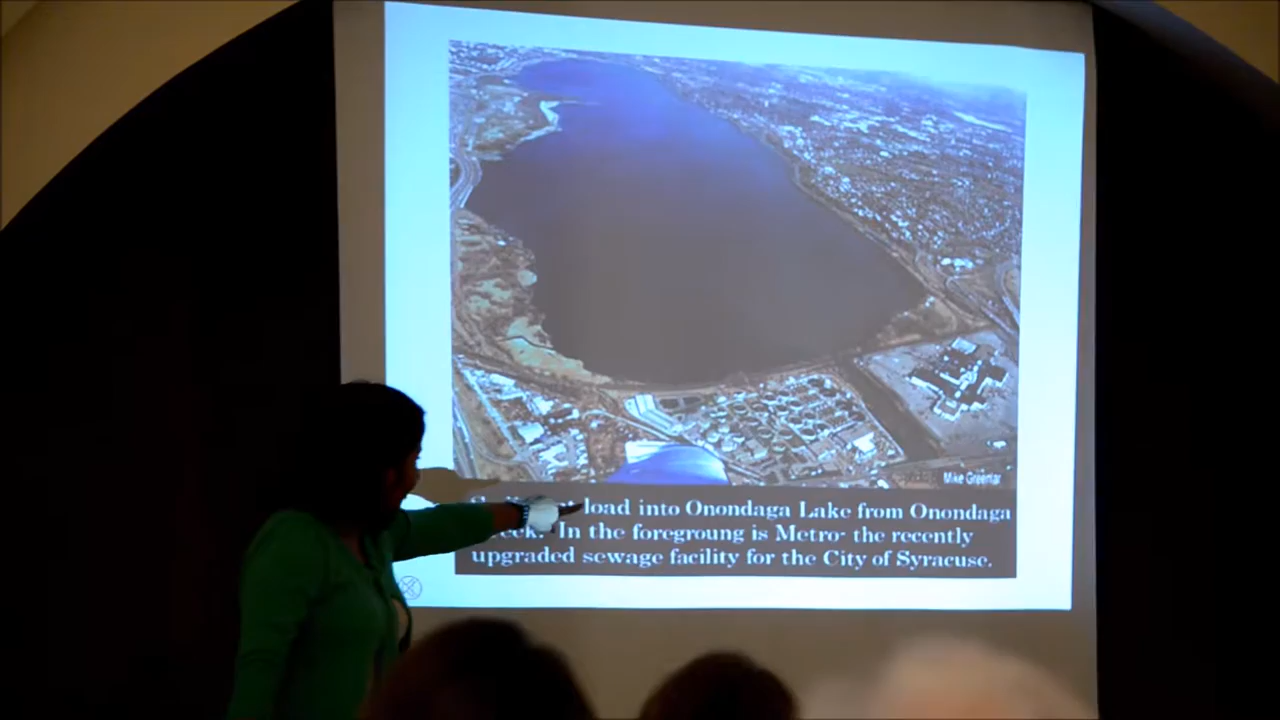 Mike Greenlar
load into Onondaga Lake from Onondaga
In the foregroung is Metro- the recently
upgraded sewage facility for the City of Syracuse.